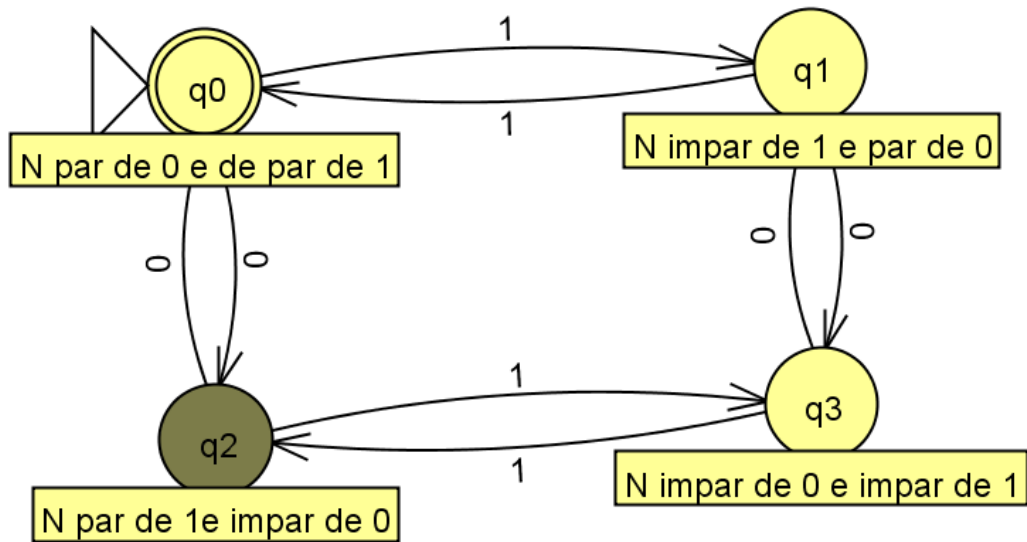 1
q0
q1
1
N par de 0 e de par de 1
N impar de 1 e par de 0
0
0
0
0
1
q2
q3
1
N par de 1e impar de 0
N impar de 0 e impar de 1